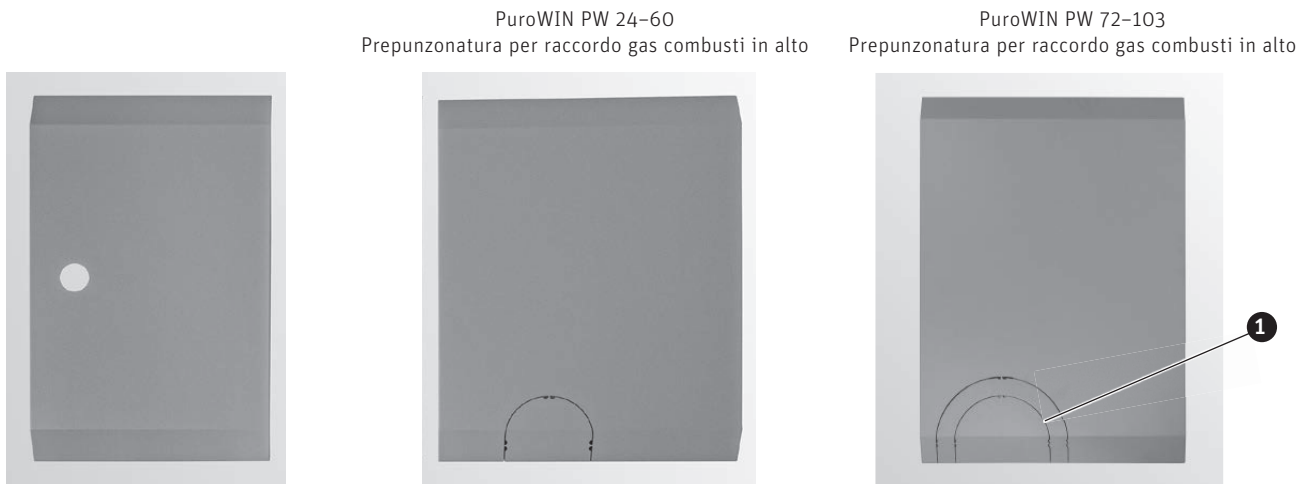 PuroWIN PW 24–60
Prepunzonatura per raccordo gas combusti in alto
PuroWIN PW 72–103
Prepunzonatura per raccordo gas combusti in alto
1